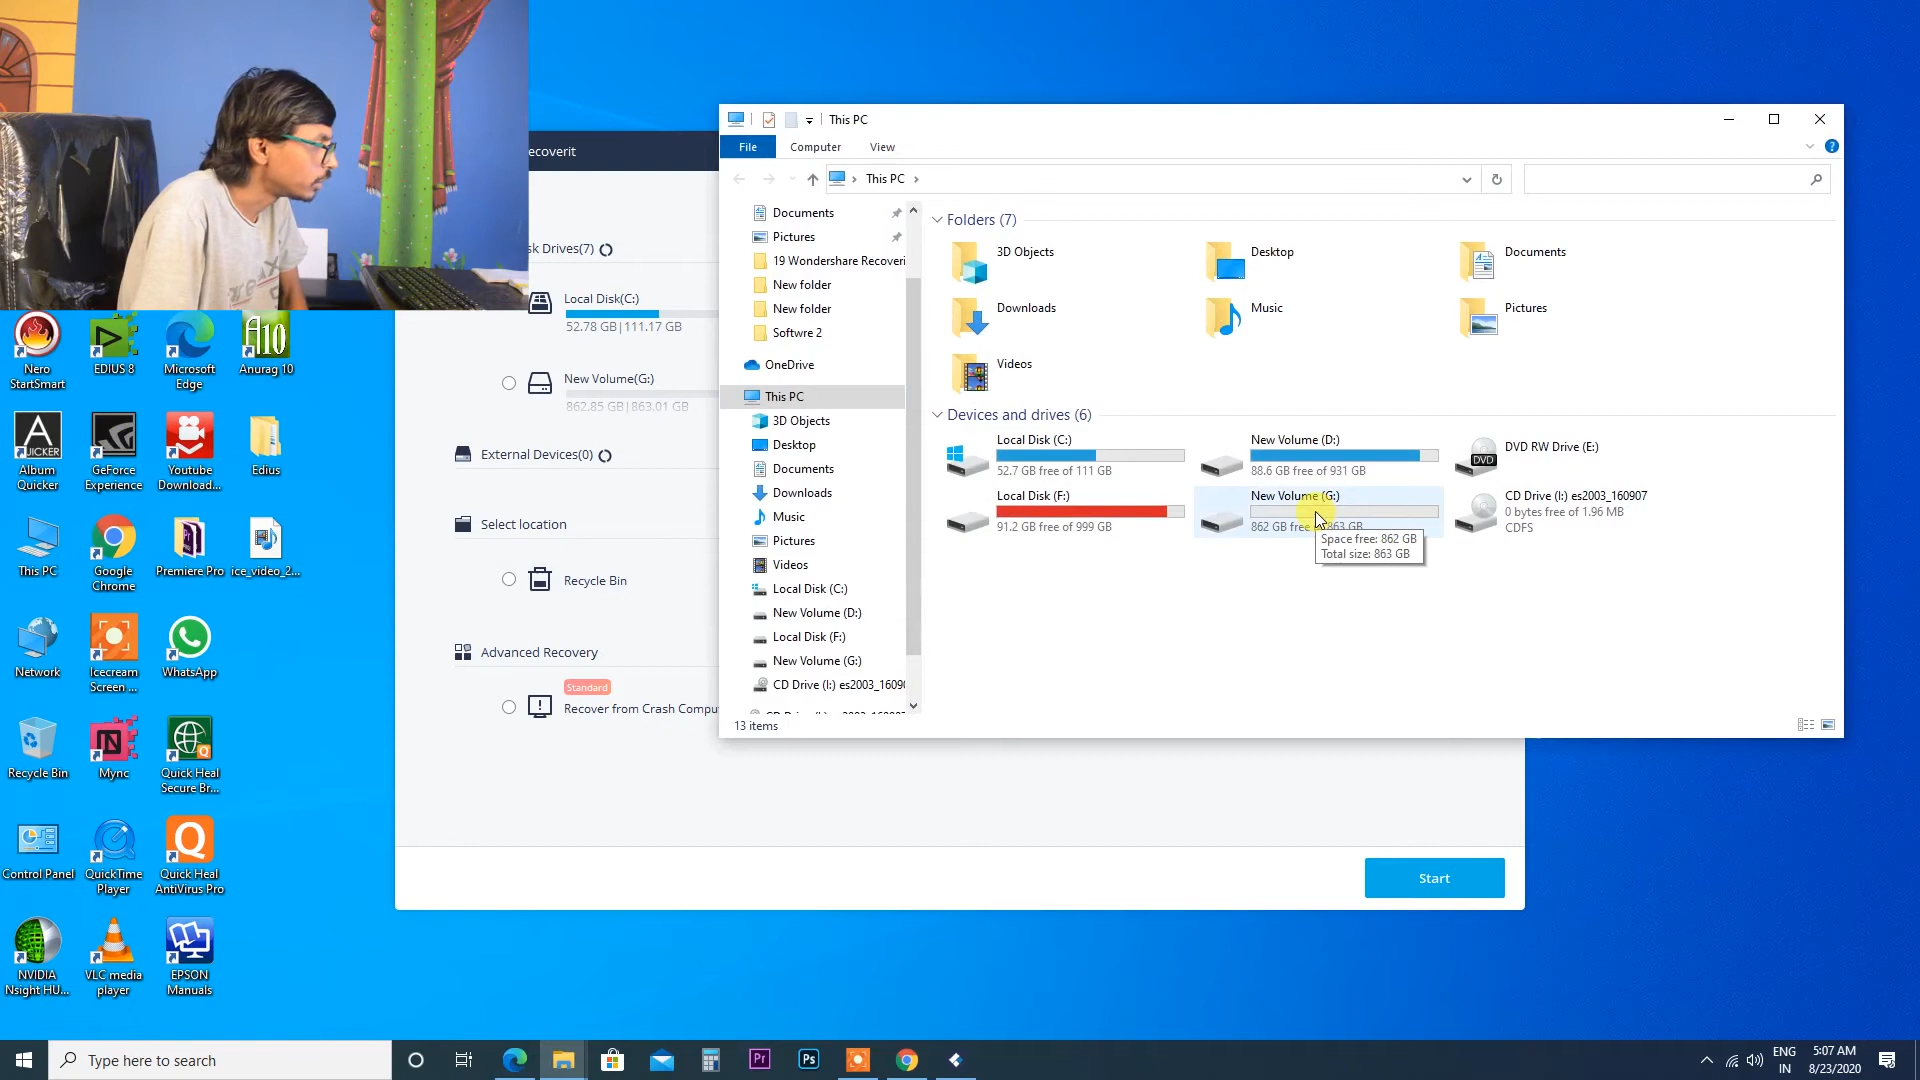 ecoverit
sk Drives(7)
Local Disk(C:)
52.78 GB|111.17 GB
New Volume(G:)
862.85 GB|863.01 GB
External Devices(0)
Select location
Recycle Bin
Advanced Recovery
Standard
Recover from Crash Compu
Start
This PC
File
Computer
View
This PC
Documents
Pictures
19 Wondershare Recoveri
New folder
New folder
Softwre 2
OneDrive
This PC
3D Objects
Desktop
Documents
Downloads
Music
Pictures
Videos
Local Disk (C:)
New Volume (D:)
Local Disk (F:)
New Volume (G:)
CD Drive (I:) es2003_1609
Folders (7)
3D Objects
Desktop
Documents
Downloads
Music
Pictures
Videos
Devices and drives (6)
Local Disk (C:)
52.7 GB free of 111 GB
New Volume (D:)
88.6 GB free of 931 GB
DVD
DVD RW Drive (E:)
Local Disk (F:)
91.2 GB free of 999 GB
New Volume (G:)
862 GB free of 863 GB
Space free: 862 GB
Total size: 863 GB
CD Drive (I:) es2003_160907
0 bytes free of 1.96 MB
CDFS
13 items
Nero
StartSmart
EDIUS 8
Microsoft
Edge
A10
Anurag 10
A
UICKER
Album
Quicker
GeForce
Experience
Youtube
Download...
Edius
This PC
Google
Chrome
Premiere Pro
ice_video_2...
Network
Icecream
Screen ...
WhatsApp
Recycle Bin
Mync
Quick Heal
Secure Br...
Control Panel
QuickTime
Player
Quick Heal
AntiVirus Pro
NVIDIA
Nsight HU...
VLC media
player
EPSON
Manuals
Type here to search
Pr
Ps
ENG
IN
5:07 AM
8/23/2020